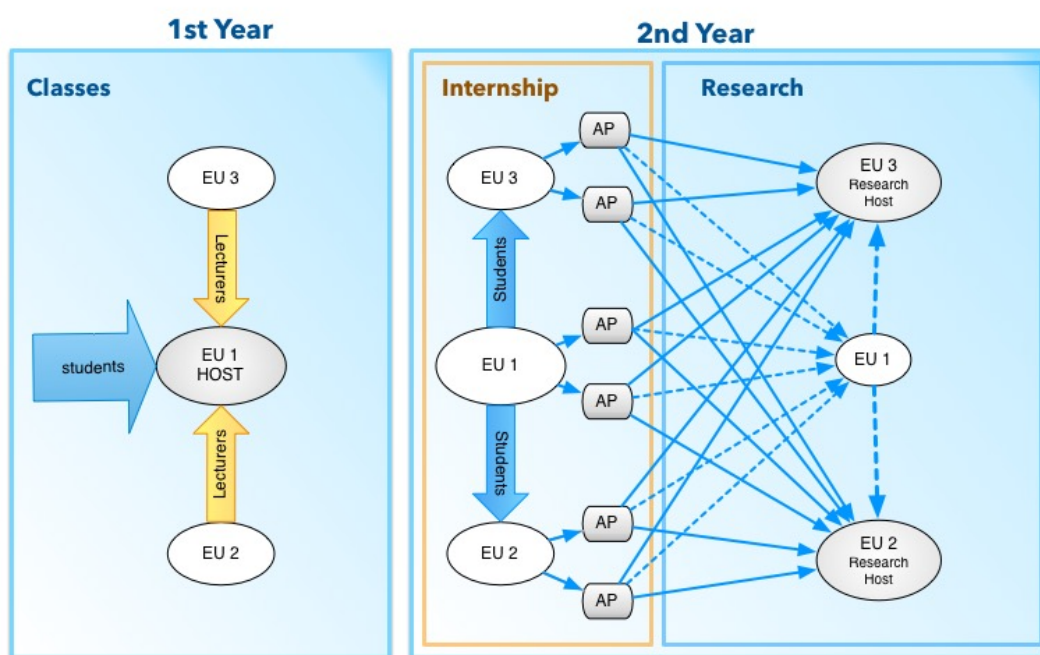 1st Year
Classes
EU 3
Lecturers
students
EU 1
HOST
Lecturers
EU 2
2nd Year
Internship
AP
EU 3
AP
Students
AP
EU 1
AP
Students
AP
EU 2
AP
Research
EU 3
Research
Host
EU 1
EU 2
Research
Host